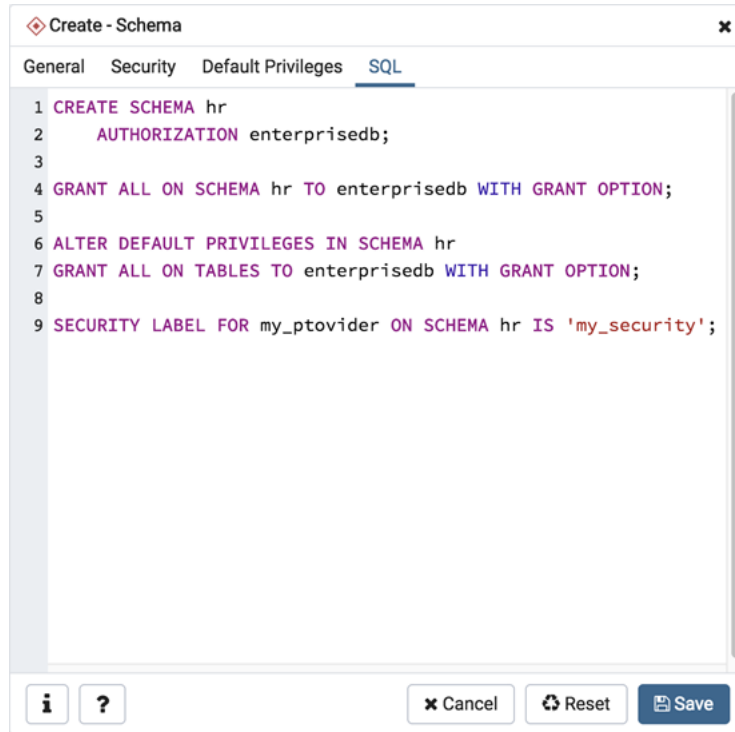 Create - Schema
General Security Default Privileges SQL
1 CREATE SCHEMA hr
2     AUTHORIZATION enterprisedb;
3
4 GRANT ALL ON SCHEMA hr TO enterprisedb WITH GRANT OPTION;
5
6 ALTER DEFAULT PRIVILEGES IN SCHEMA hr
7 GRANT ALL ON TABLES TO enterprisedb WITH GRANT OPTION;
8
9 SECURITY LABEL FOR my_ptovider ON SCHEMA hr IS 'my_security';
i ? Cancel Reset Save